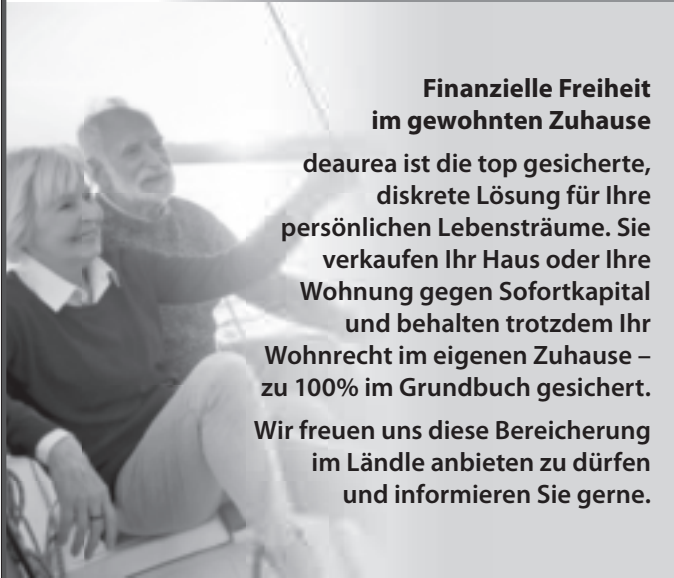 Finanzielle Freiheit
im gewohnten Zuhause
deaurea ist die top gesicherte,
diskrete Lösung für Ihre
persönlichen Lebensträume. Sie
verkaufen Ihr Haus oder Ihre
Wohnung gegen Sofortkapital
und behalten trotzdem Ihr
Wohnrecht im eigenen Zuhause –
zu 100% im Grundbuch gesichert.
Wir freuen uns diese Bereicherung
im Ländle anbieten zu dürfen
und informieren Sie gerne.